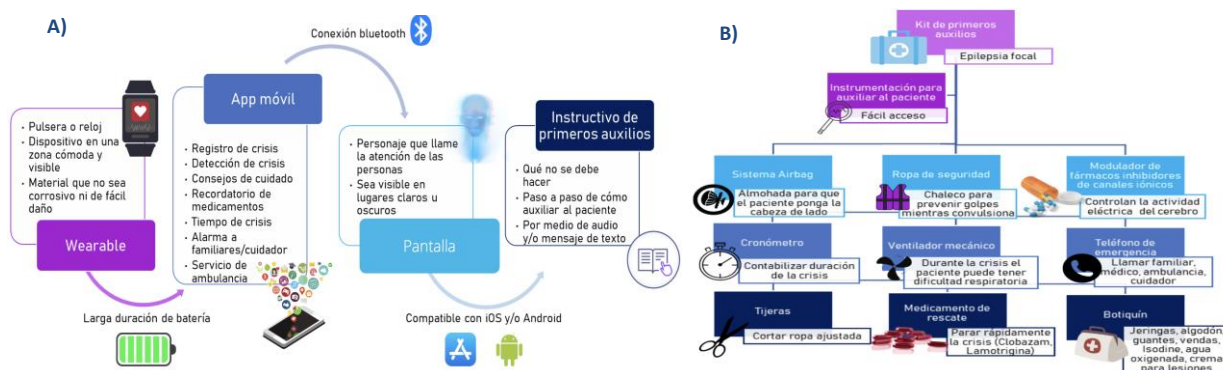 A)
Conexión bluetooth
App móvil
• Pulsera o reloj
• Dispositivo en una
zona cómoda y
visible
• Material que no sea
corrosivo ni de fácil
daño
Wearable
• Registro de crisis
• Detección de crisis
• Consejos de cuidado
• Recordatorio de
medicamentos
• Tiempo de crisis
• Alarma a
familiares/cuidador
• Servicio de
ambulancia
• Personaje que llame
la atención de las
personas
• Sea visible en
lugares claros u
oscuros
Pantalla
Instructivo de
primeros auxilios
• Qué no se debe
hacer
• Paso a paso de cómo
auxiliar al paciente
• Por medio de audio
y/o mensaje de texto
Larga duración de batería
Compatible con iOS y/o Android
B)
Kit de primeros
auxilios
Epilepsia focal
Instrumentación para
auxiliar al paciente
Fácil acceso
Sistema Airbag
Almohada para que
el paciente ponga la
cabeza de lado
Ropa de seguridad
Chaleco para
prevenir golpes
mientras convulsiona
Modulador de
fármacos inhibidores
de canales iónicos
Controlan la actividad
eléctrica del cerebro
Cronómetro
Contabilizar duración
de la crisis
Ventilador mecánico
Durante la crisis el
paciente puede tener
dificultad respiratoria
Teléfono de
emergencia
Llamar familiar,
médico, ambulancia,
cuidador
Tijeras
Cortar ropa ajustada
Medicamento de
rescate
Parar rápidamente
la crisis (Clobazam,
Lamotrigina)
Botiquín
Jeringas, algodón,
guantes, vendas,
Isodine, agua
oxigenada, crema
para lesiones